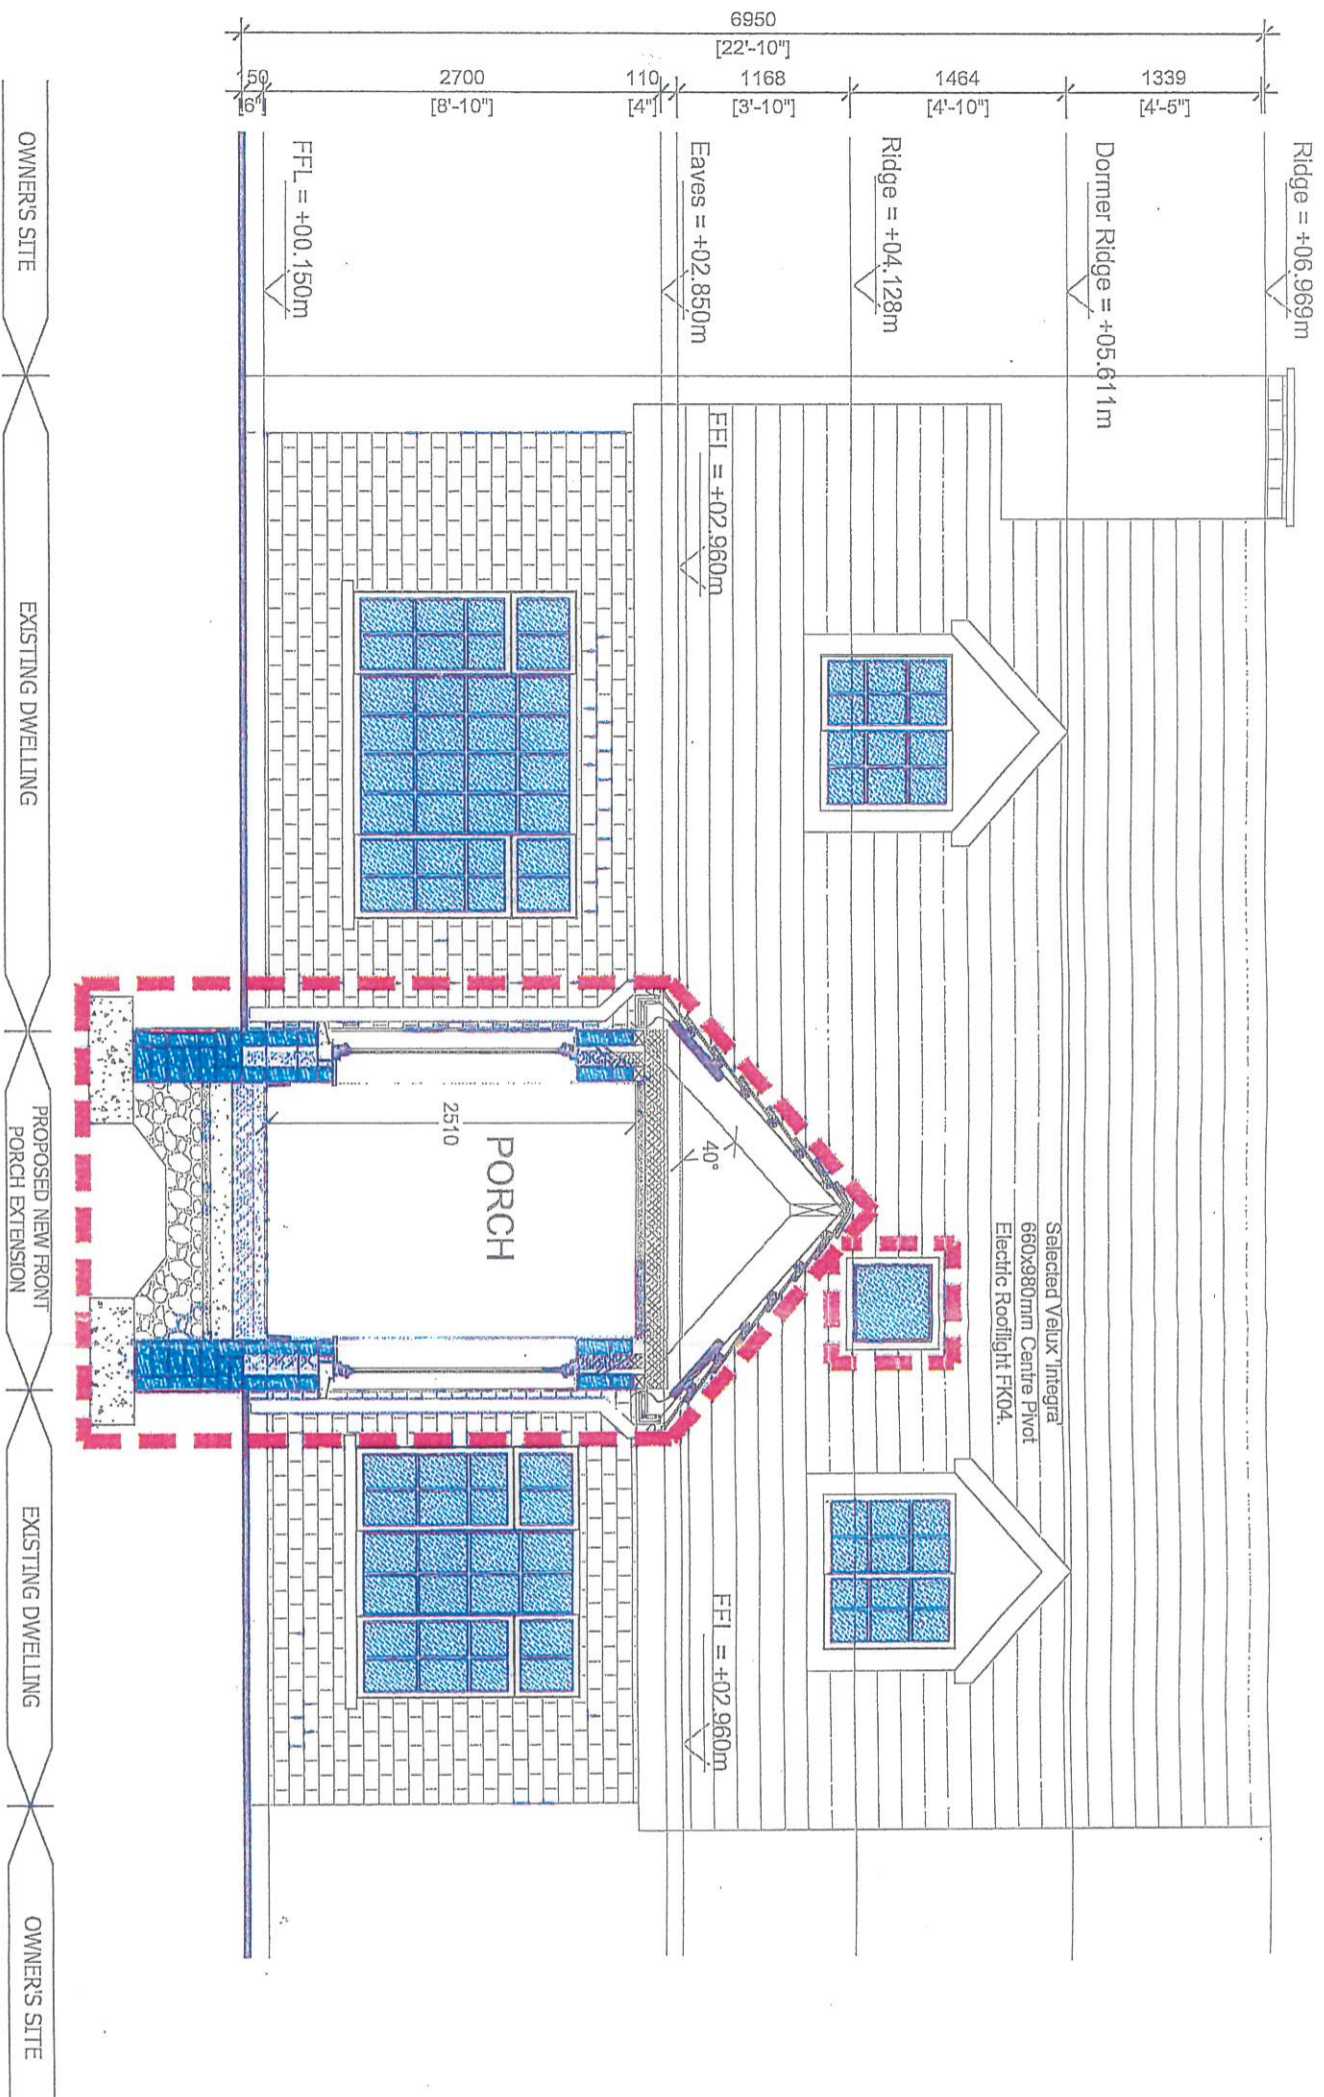 6950
[22'-10"]
150
[6"]
2700
[8'-10"]
110
[4"]
1168
[3'-10"]
1464
[4'-10"]
1339
[4'-5"]
Ridge = +06.969m
Dormer Ridge = +05.611m
Ridge = +04.128m
Eaves = +02.850m
FFL = +00.150m
FFL = +02.960m
FFL = +02.960m
Selected Velux 'Integra'
660x980mm Centre Pivot
Electric Rooflight FK04.
40°
2510
PORCH
OWNER'S SITE
EXISTING DWELLING
PROPOSED NEW FRONT
PORCH EXTENSION
EXISTING DWELLING
OWNER'S SITE